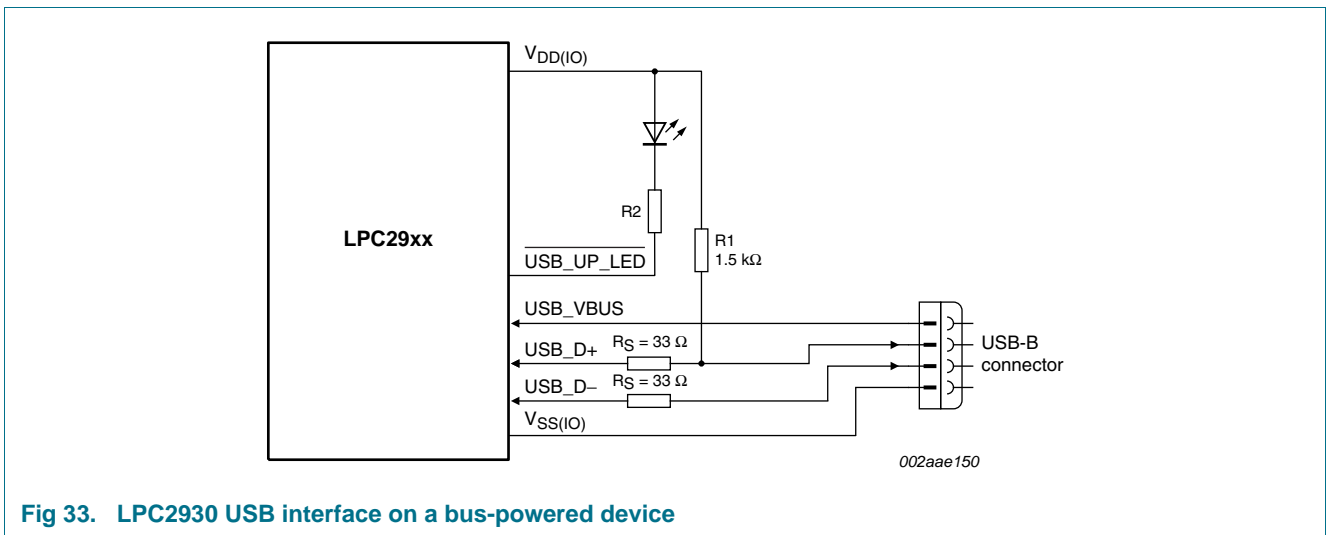 V DD(IO)
R2
LPC29xx
R1
1.5 kΩ
USB_UP_LED
USB_VBUS
USB_D+
RS = 33 Ω
USB-B
connector
USB_D−
RS = 33 Ω
VSS(IO)
002aae150
Fig 33. LPC2930 USB interface on a bus-powered device